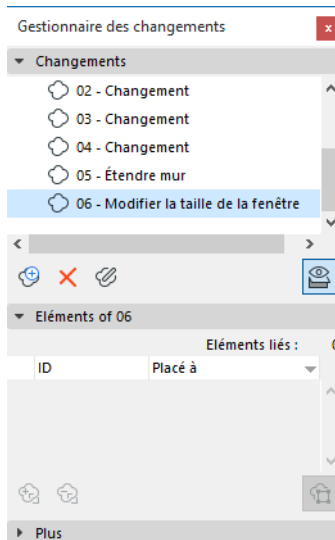 Gestionnaire des changements
x
Changements
02 - Changement
03 - Changement
04 - Changement
05 - Étendre mur
06 - Modifier la taille de la fenêtre
Eléments of 06
Eléments liés :
ID Placé à
Plus